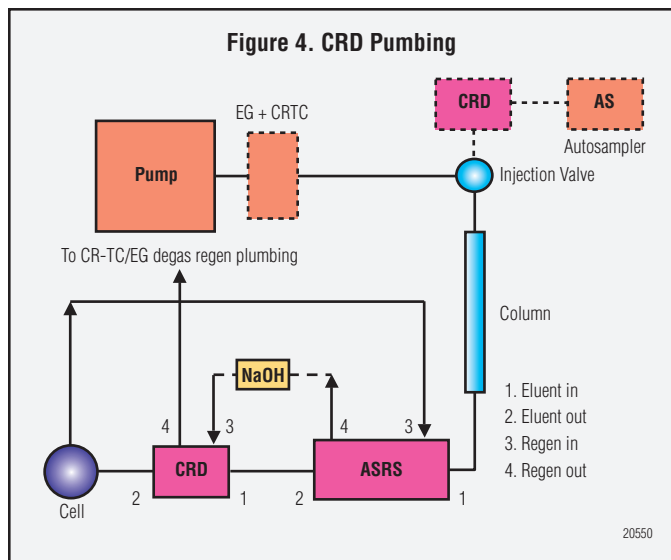 Figure 4. CRD Pumbing
CRD
AS
EG + CRTC
Autosampler
Pump
Injection Valve
To CR-TC/EG degas regen plumbing
Column
NaOH
1. Eluent in
2. Eluent out
3. Regen in
4. Regen out
4
3
4
3
CRD
ASRS
2
1
2
1
Cell
20550